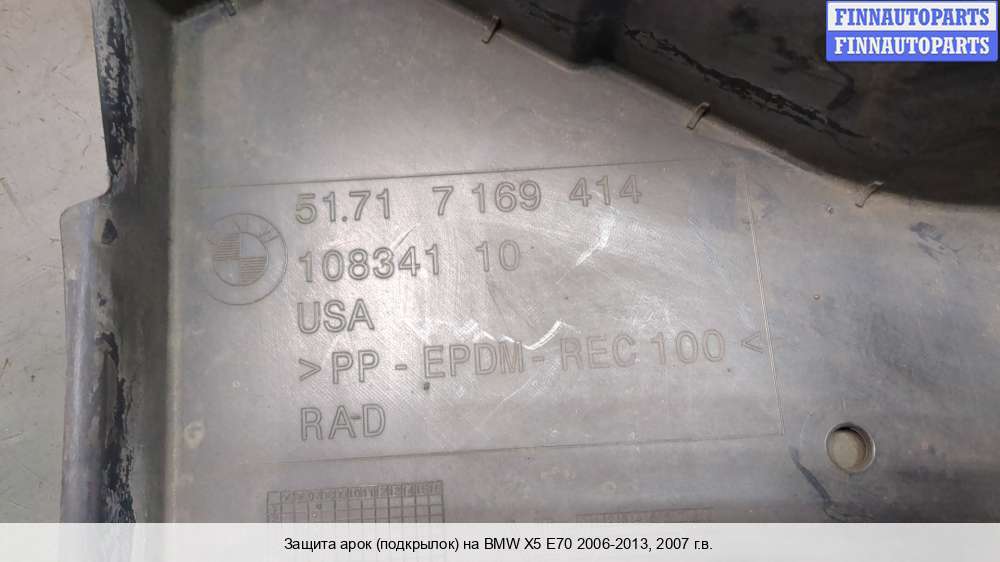 FINNAUTOPARTS
FINNAUTOPARTS
51.71 7 169 414
108341 10
USA
>PP - EPDM - REC 100 <
RA-D
Защита арок (подкрылок) на BMW X5 E70 2006-2013, 2007 г.в.